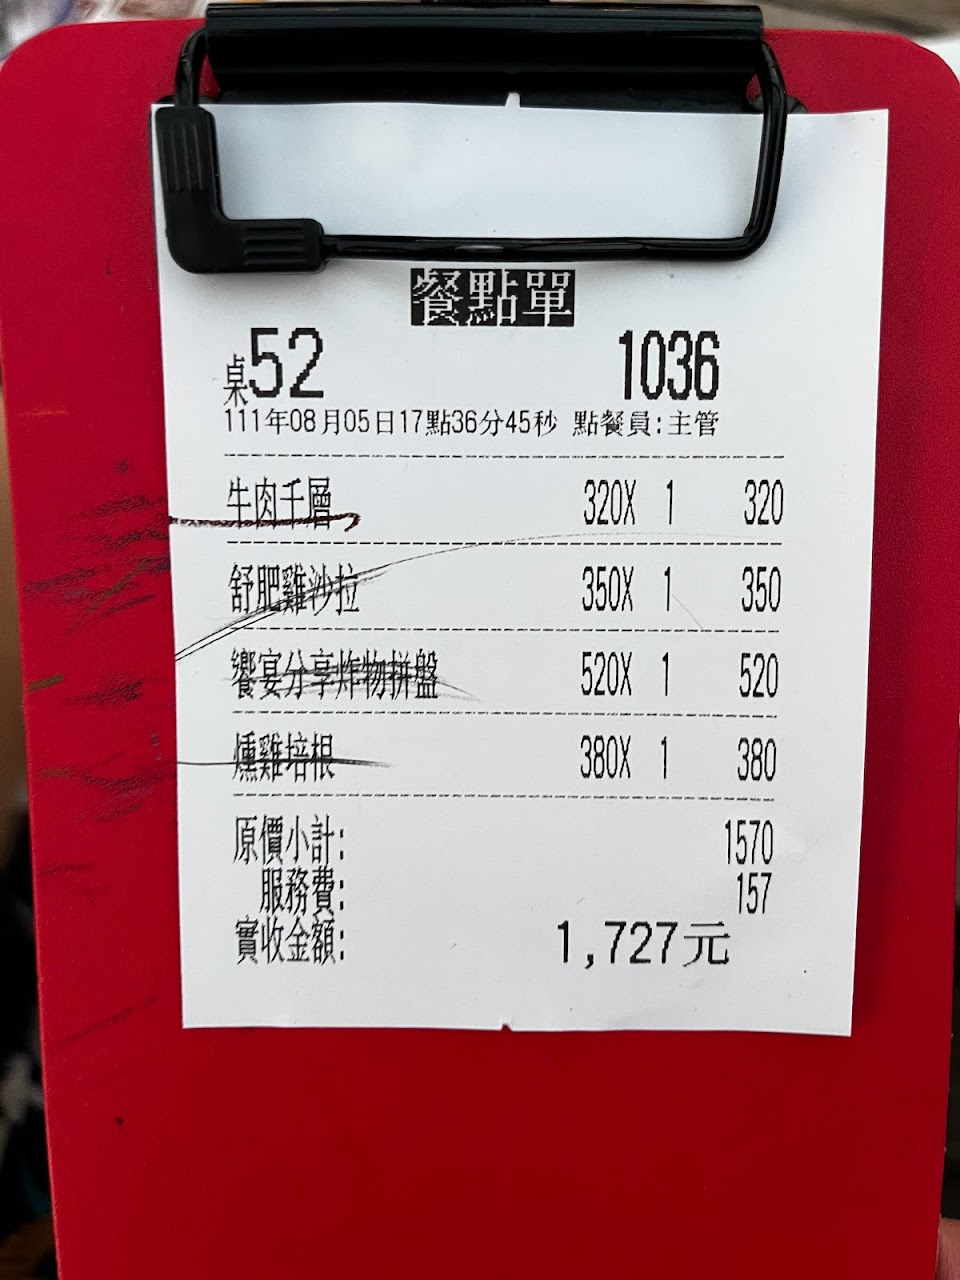 餐點單
桌52 1036
111年08月05日17點36分45秒 點餐員:主管
牛肉千層 320X 1 320
舒肥雞沙拉 350X 1 350
饗宴分享炸物拼盤 520X 1 520
燻雞培根 380X 1 380
原價小計: 1570
服務費: 157
實收金額: 1,727元